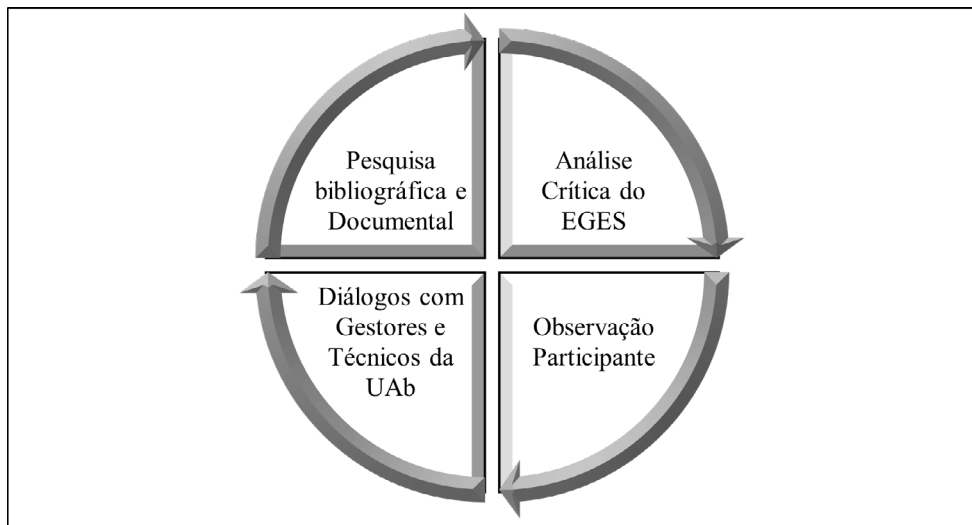 Pesquisa
bibliográfica e
Documental
Análise
Crítica do
EGES
Diálogos com
Gestores e
Técnicos da
UAb
Observação
Participante